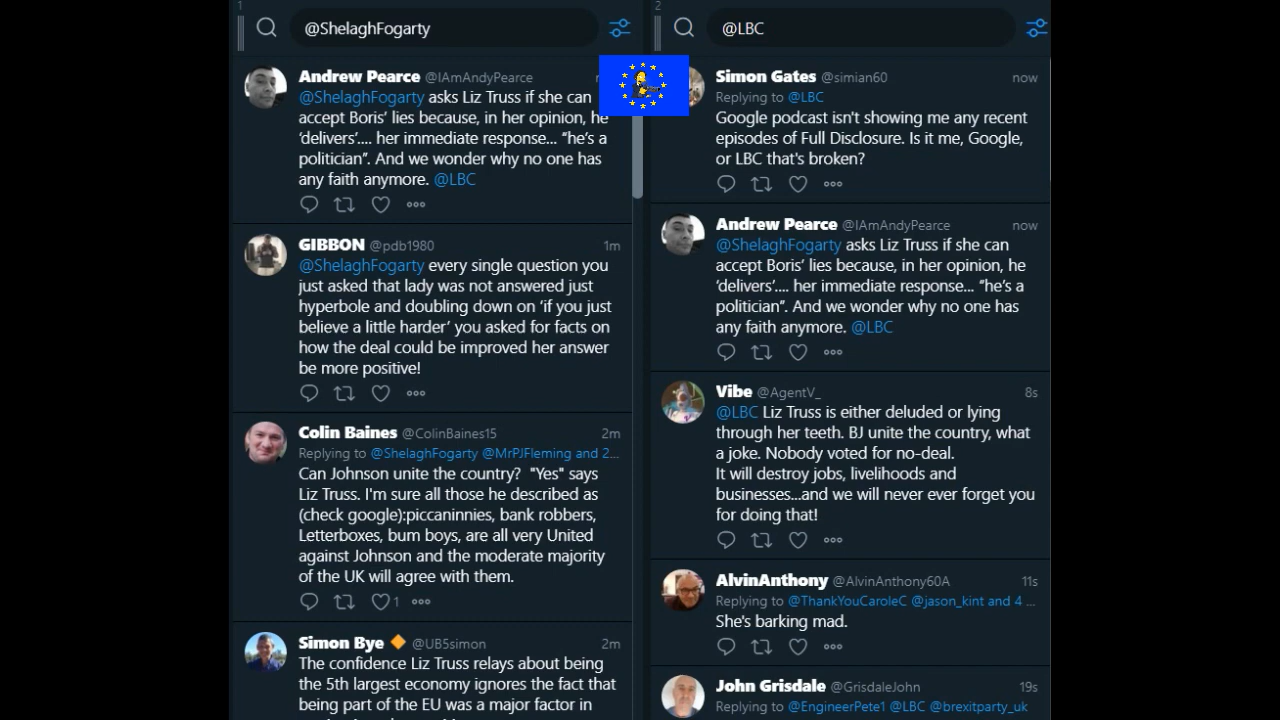 1
@ShelaghFogarty
Andrew Pearce @IAmAndyPearce
@ShelaghFogarty asks Liz Truss if she can
accept Boris' lies because, in her opinion, he
‘delivers’.... her immediate response... “he’s a
politician”. And we wonder why no one has
any faith anymore. @LBC
GIBBON @pdb1980 1m
@ShelaghFogarty every single question you
just asked that lady was not answered just
hyperbole and doubling down on ‘if you just
believe a little harder’ you asked for facts on
how the deal could be improved her answer
be more positive!
Colin Baines @ColinBaines15 2m
Replying to @ShelaghFogarty @MrPJFleming and 2...
Can Johnson unite the country? "Yes" says
Liz Truss. I'm sure all those he described as
(check google):piccaninnies, bank robbers,
Letterboxes, bum boys, are all very United
against Johnson and the moderate majority
of the UK will agree with them.
1
Simon Bye @UB5simon 2m
The confidence Liz Truss relays about being
the 5th largest economy ignores the fact that
being part of the EU was a major factor in
2
@LBC
Simon Gates @simian60 now
Replying to @LBC
Google podcast isn't showing me any recent
episodes of Full Disclosure. Is it me, Google,
or LBC that's broken?
Andrew Pearce @IAmAndyPearce now
@ShelaghFogarty asks Liz Truss if she can
accept Boris’ lies because, in her opinion, he
‘delivers’.... her immediate response... “he’s a
politician”. And we wonder why no one has
any faith anymore. @LBC
Vibe @AgentV_ 8s
@LBC Liz Truss is either deluded or lying
through her teeth. BJ unite the country, what
a joke. Nobody voted for no-deal.
It will destroy jobs, livelihoods and
businesses...and we will never ever forget you
for doing that!
AlvinAnthony @AlvinAnthony60A 11s
Replying to @ThankYouCaroleC @jason_kint and 4 ...
She's barking mad.
John Grisdale @GrisdaleJohn 19s
Replying to @EngineerPete1 @LBC @brexitparty_uk